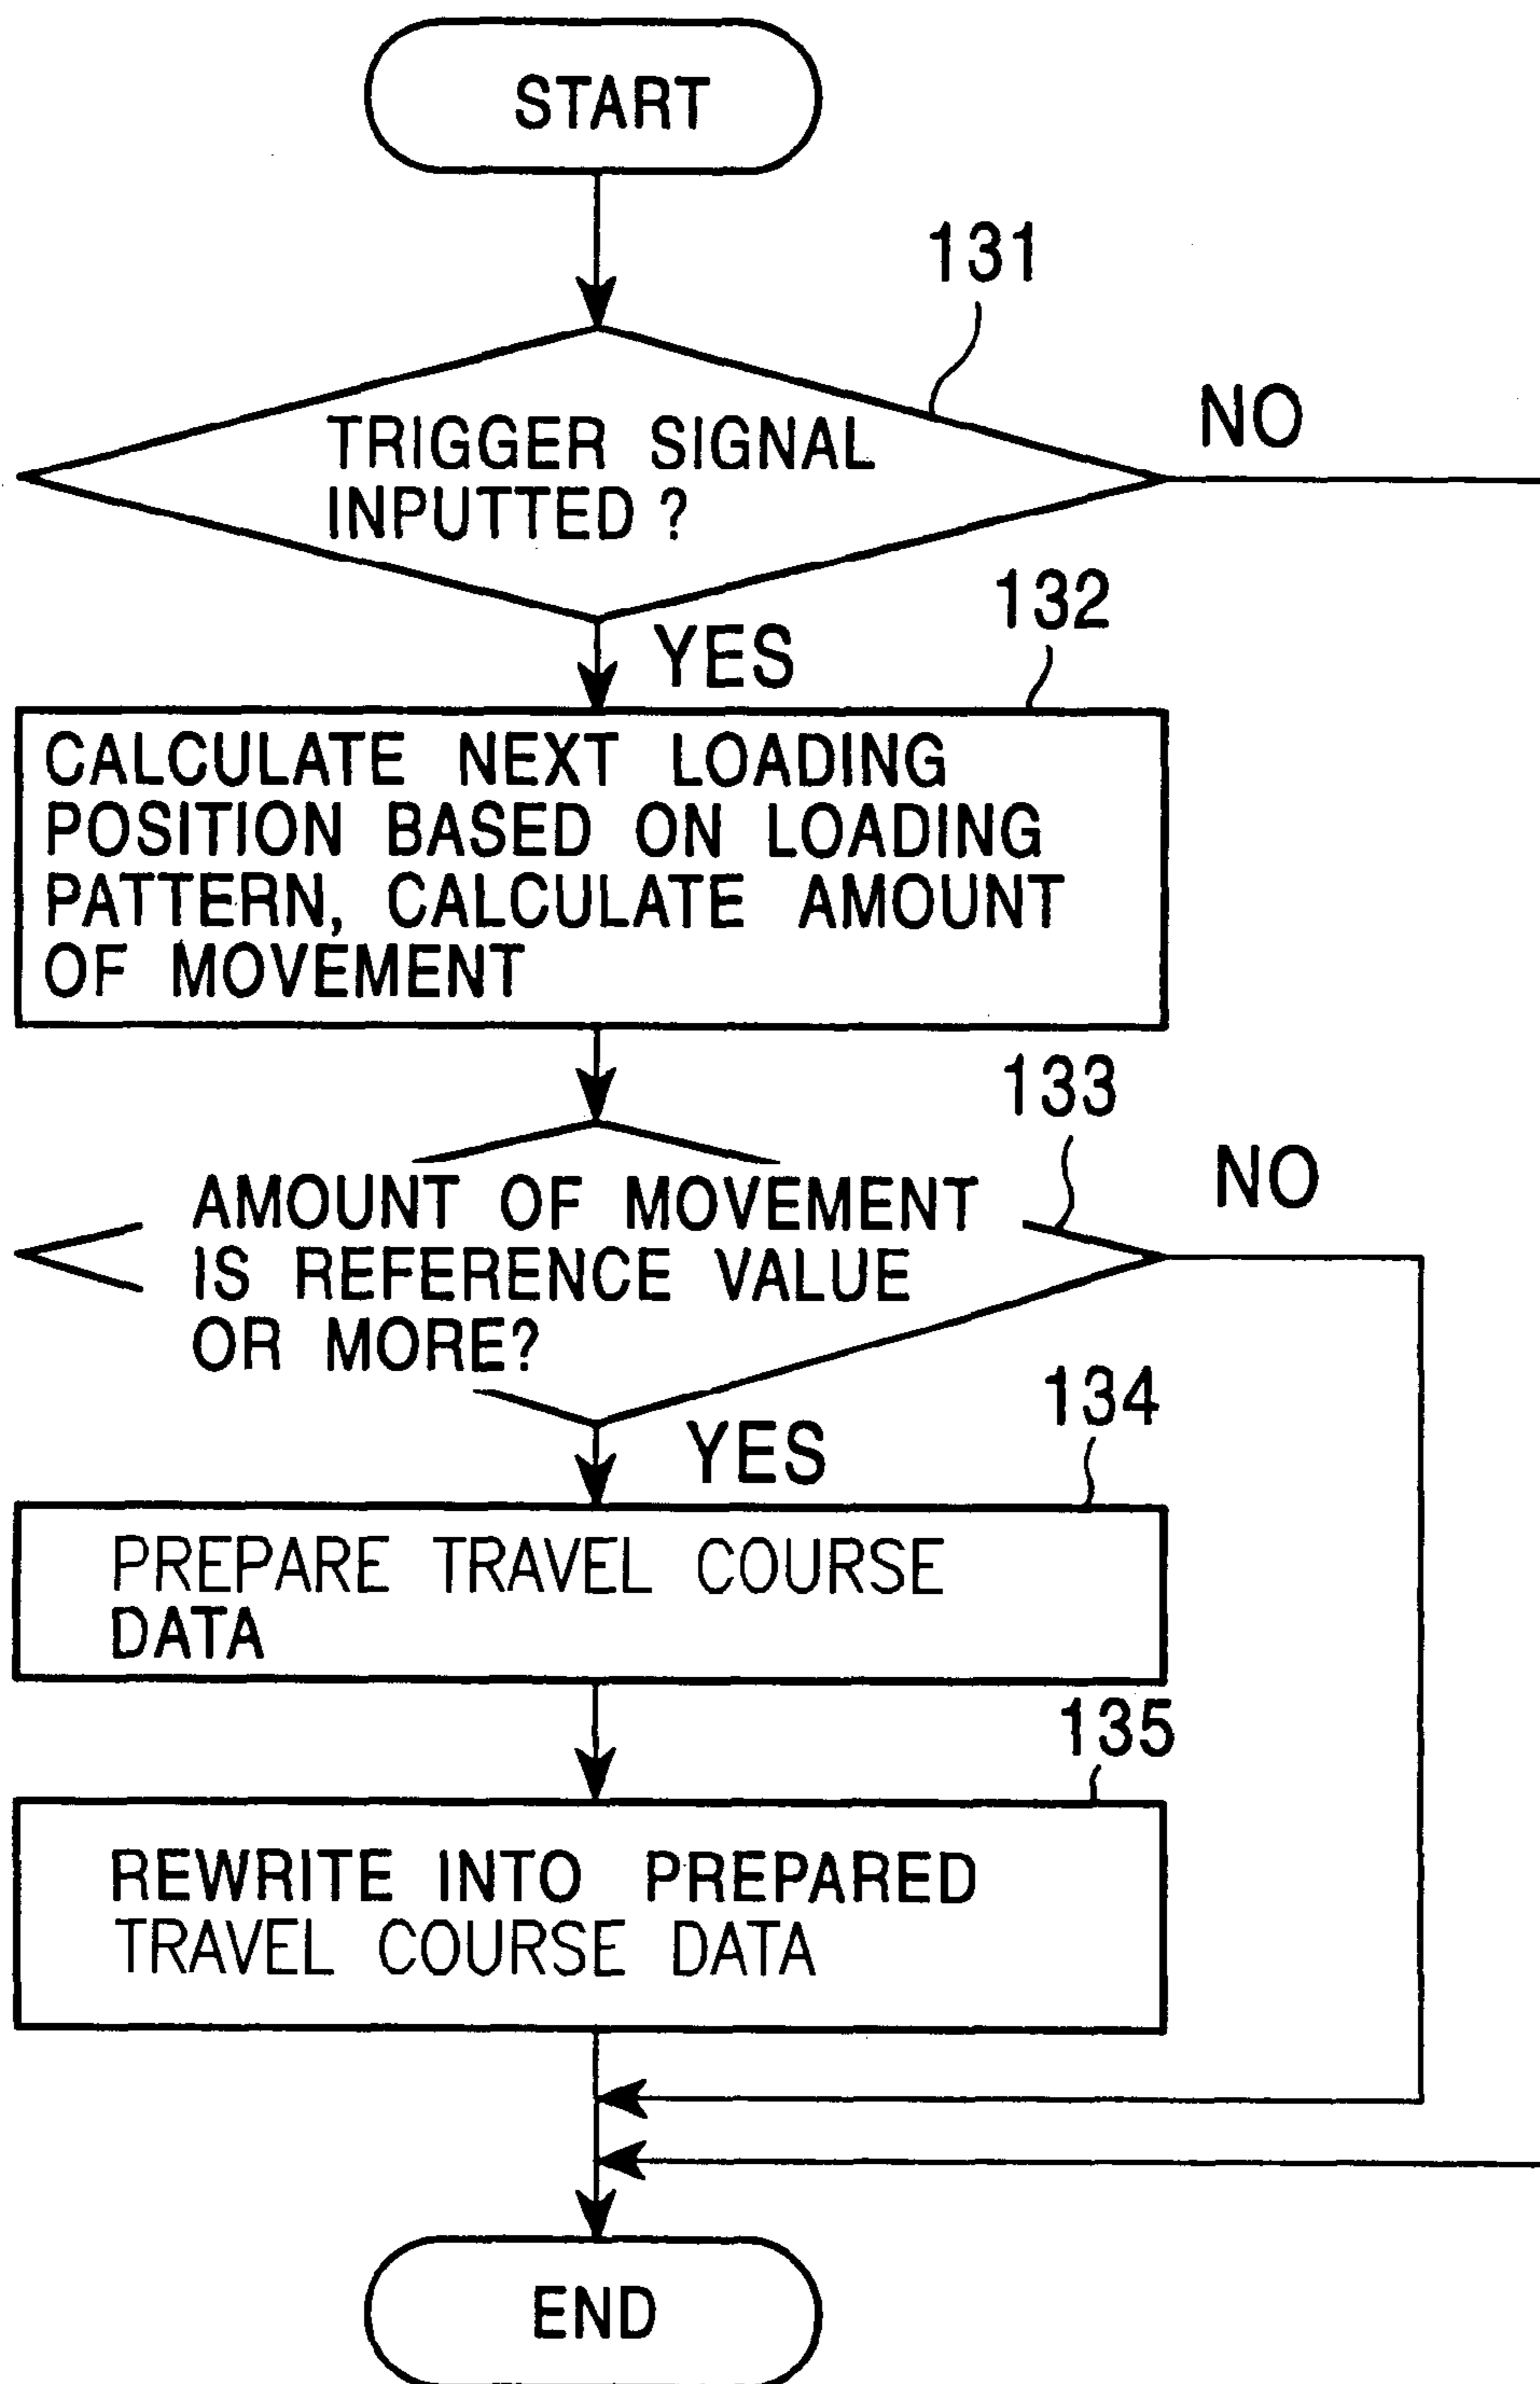 START
131
TRIGGER SIGNAL
INPUTTED ?
NO
YES
132
CALCULATE NEXT LOADING
POSITION BASED ON LOADING
PATTERN, CALCULATE AMOUNT
OF MOVEMENT
133
AMOUNT OF MOVEMENT
IS REFERENCE VALUE
OR MORE?
NO
YES
134
PREPARE TRAVEL COURSE
DATA
135
REWRITE INTO PREPARED
TRAVEL COURSE DATA
END